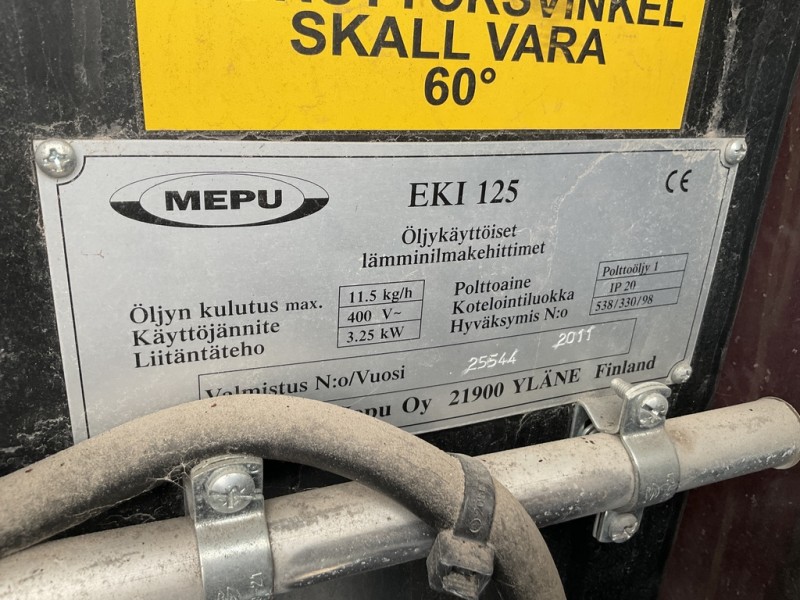 SKALL VARA
60°
MEPU
EKI 125
CE
Öljykäyttöiset
lämminilmakehittimet
Öljyn kulutus max. 11.5 kg/h
Käyttöjännite 400 V~
Liitäntäteho 3.25 kW
Polttoaine Polttoöljy 1
Kotelointiluokka IP 20
Hyväksymis N:o 538/330/98
Valmistus N:o/Vuosi 25544 2011
Oy 21900 YLÄNE Finland